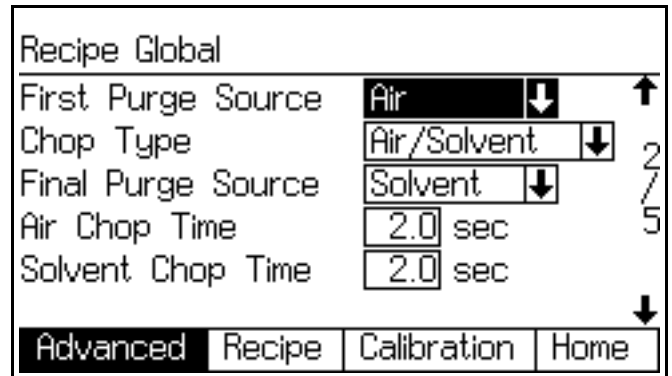 Recipe Global
First Purge Source Air
Chop Type Air/Solvent
Final Purge Source Solvent
Air Chop Time 2.0 sec
Solvent Chop Time 2.0 sec
2/5
Advanced Recipe Calibration Home